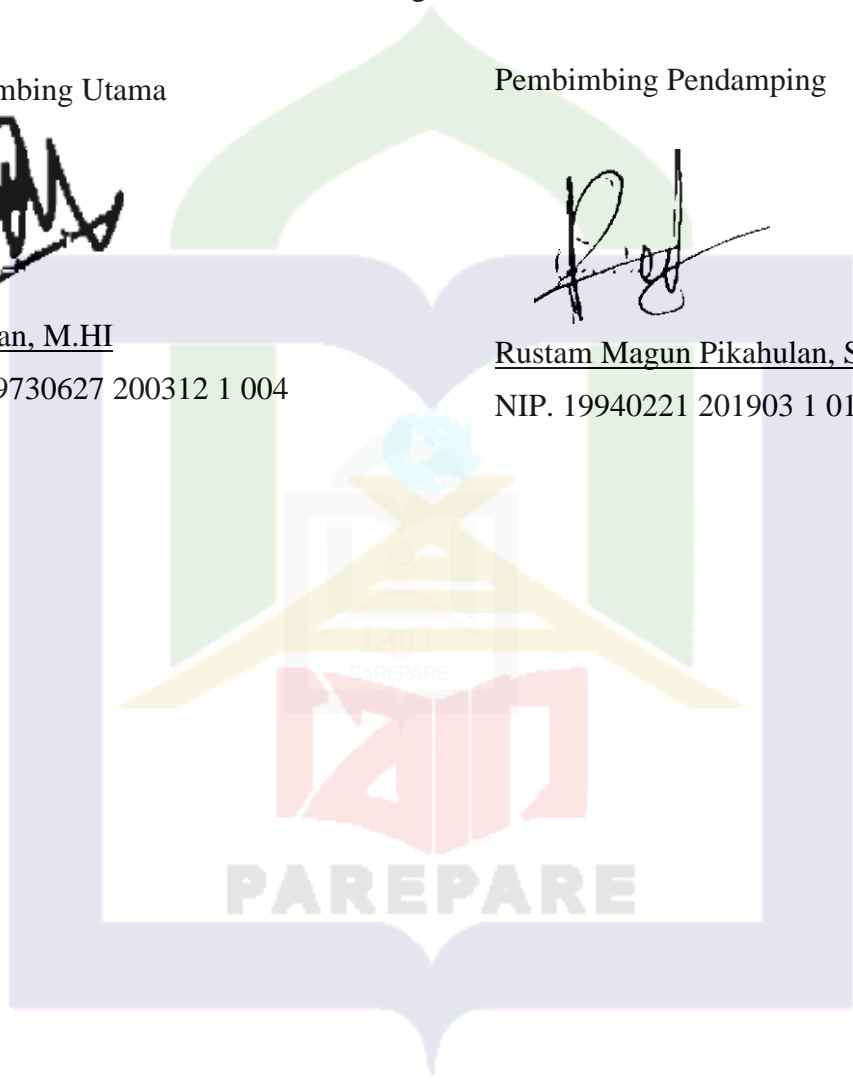 mbing Utama
an, M.HI
9730627 200312 1 004
Pembimbing Pendamping
Rustam Magun Pikahulan, S
NIP. 19940221 201903 1 01
PAREPARE
PAREPARE